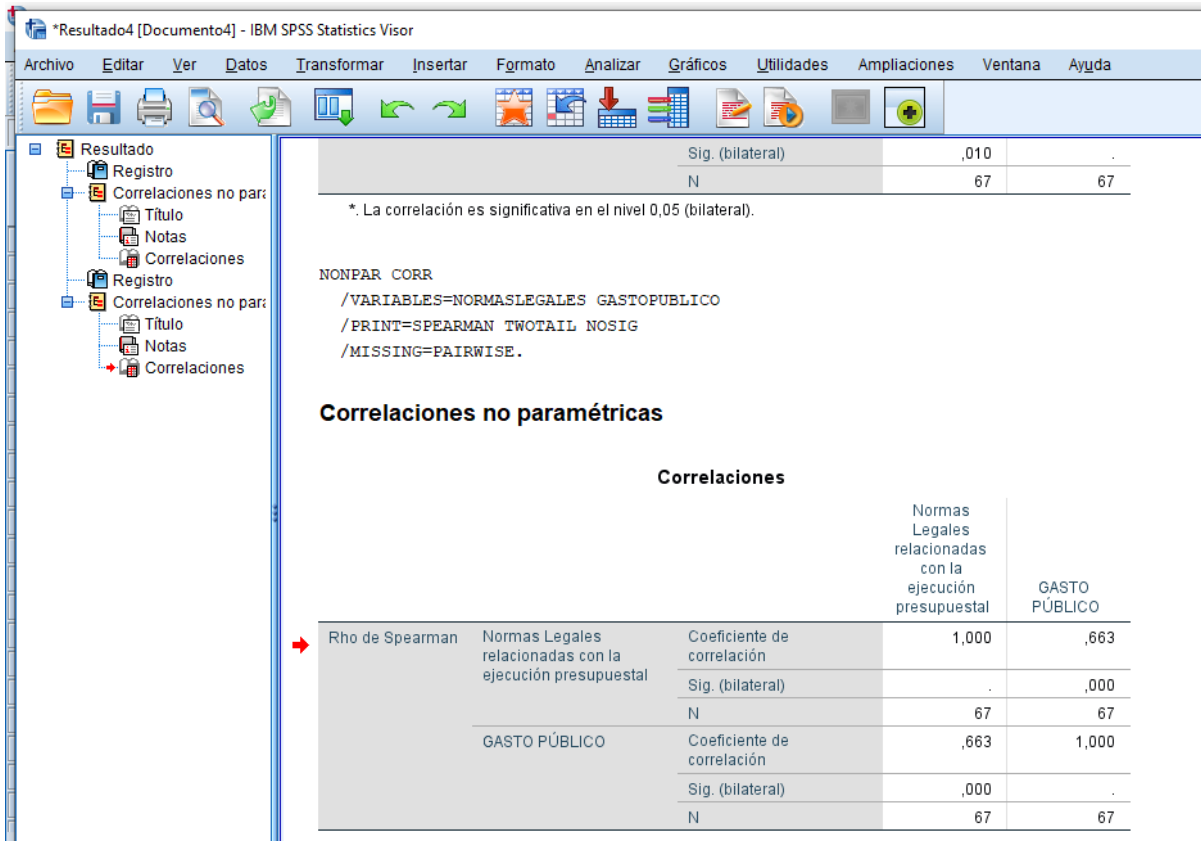 *Resultado4 [Documento4] - IBM SPSS Statistics Visor
Archivo Editar Ver Datos Transformar Insertar Formato Analizar Gráficos Utilidades Ampliaciones Ventana Ayuda
Resultado
Registro
Correlaciones no para
Título
Notas
Correlaciones
Registro
Correlaciones no para
Título
Notas
Correlaciones
Sig. (bilateral) ,010 .
N 67 67
*. La correlación es significativa en el nivel 0,05 (bilateral).
NONPAR CORR
/VARIABLES=NORMASLEGALES GASTOPUBLICO
/PRINT=SPEARMAN TWOTAIL NOSIG
/MISSING=PAIRWISE.
Correlaciones no paramétricas
Correlaciones
Normas
Legales
relacionadas
con la
ejecución
presupuestal
GASTO
PÚBLICO
Rho de Spearman
Normas Legales
relacionadas con la
ejecución presupuestal
Coeficiente de
correlación
1,000 ,663
Sig. (bilateral) . ,000
N 67 67
GASTO PÚBLICO
Coeficiente de
correlación
,663 1,000
Sig. (bilateral) ,000 .
N 67 67